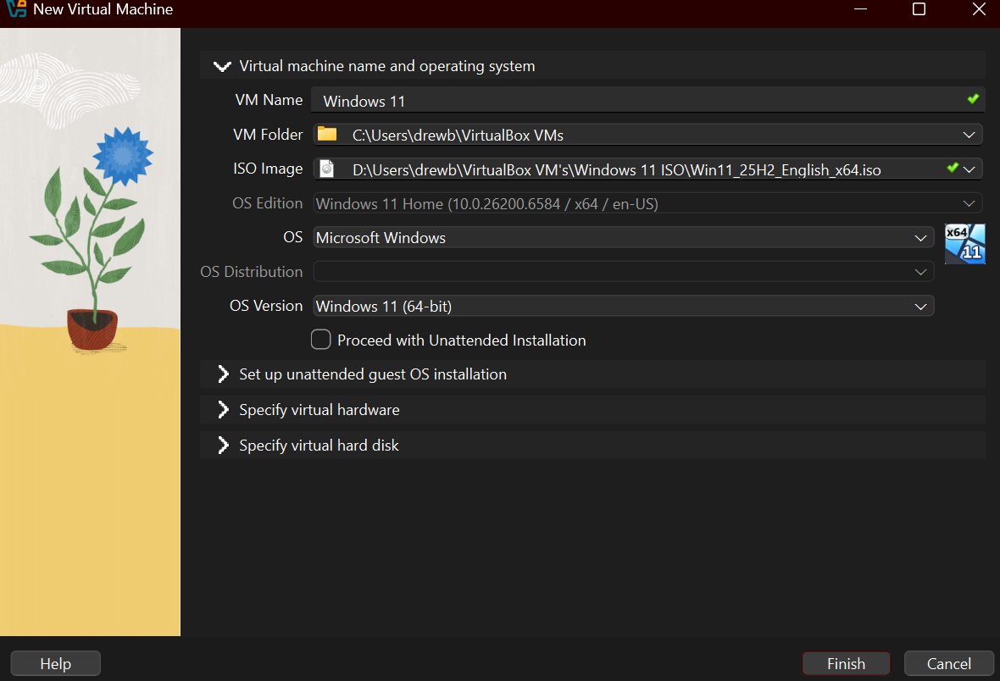 New Virtual Machine
Virtual machine name and operating system
VM Name Windows 11
VM Folder C:\Users\drewb\VirtualBox VMs
ISO Image D:\Users\drewb\VirtualBox VM's\Windows 11 ISO\Win11_25H2_English_x64.iso
OS Edition Windows 11 Home (10.0.26200.6584 / x64 / en-US)
OS Microsoft Windows
x64
11
OS Distribution
OS Version Windows 11 (64-bit)
Proceed with Unattended Installation
Set up unattended guest OS installation
Specify virtual hardware
Specify virtual hard disk
Help Finish Cancel